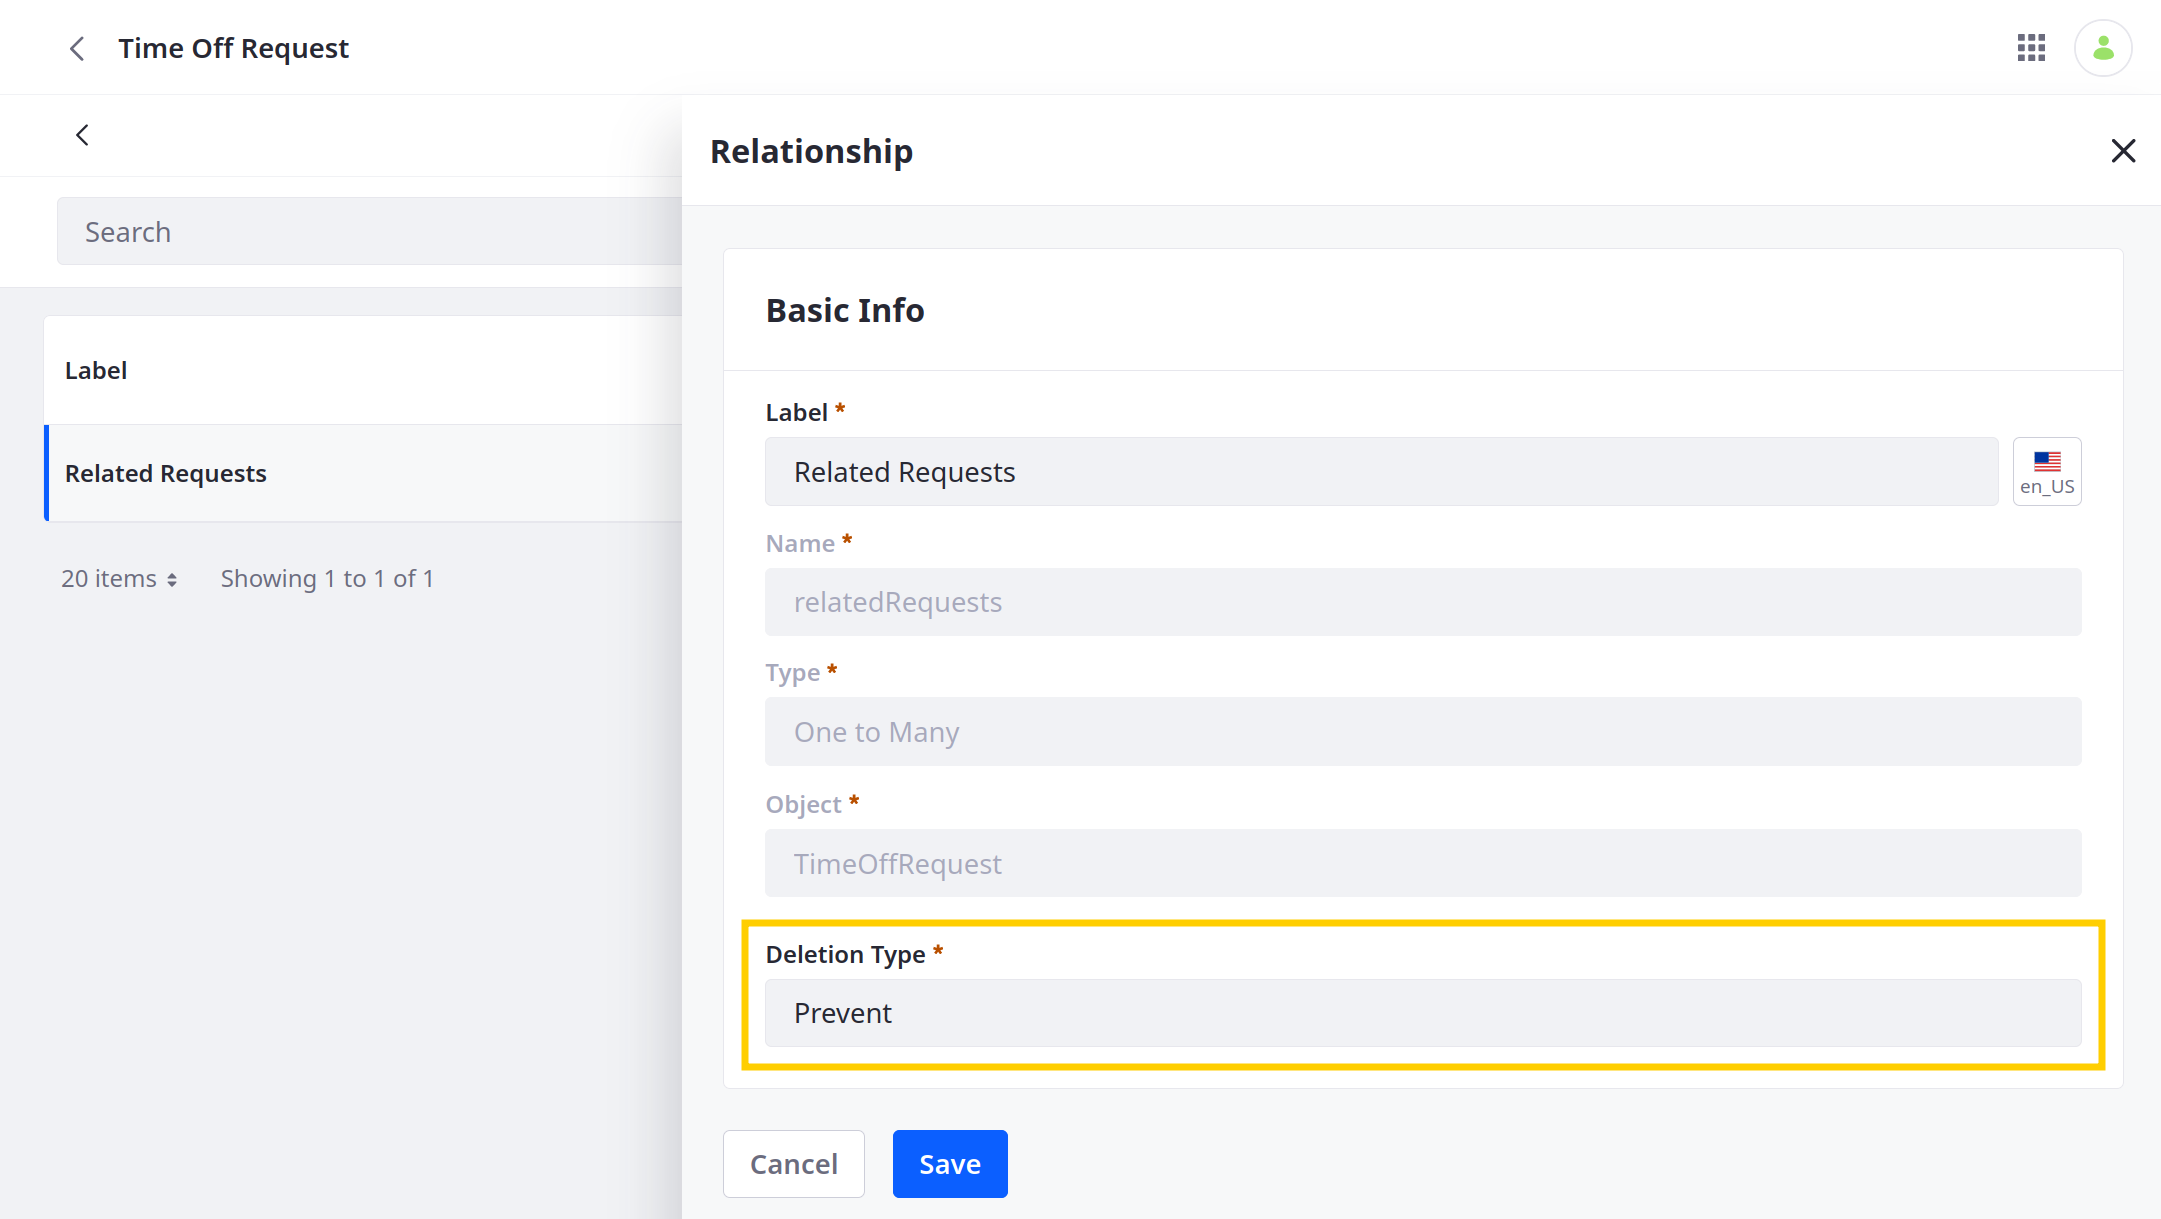 Time Off Request
Search
Label
Related Requests
20 items Showing 1 to 1 of 1
Relationship
Basic Info
Label *
Related Requests
en_US
Name *
relatedRequests
Type *
One to Many
Object *
TimeOffRequest
Deletion Type *
Prevent
Cancel Save